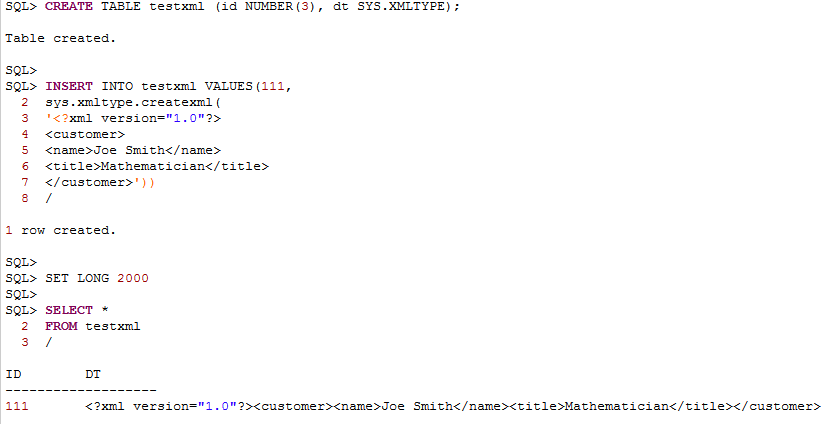 SQL> CREATE TABLE testxml (id NUMBER(3), dt SYS.XMLTYPE);
Table created.
SQL>
SQL> INSERT INTO testxml VALUES(111,
2 sys.xmltype.createxml(
3 '<?xml version="1.0"?>
4 <customer>
5 <name>Joe Smith</name>
6 <title>Mathematician</title>
7 </customer>'))
8 /
1 row created.
SQL>
SQL> SET LONG 2000
SQL>
SQL> SELECT *
2 FROM testxml
3 /
ID DT
-------------------
111 <?xml version="1.0"?><customer><name>Joe Smith</name><title>Mathematician</title></customer>